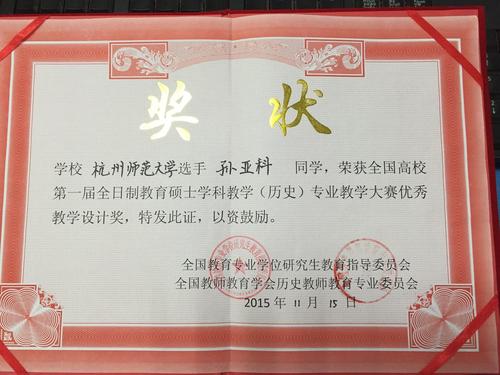 奖 状
学校 杭州师范大学选手 孙亚科 同学，荣获全国高校
第一届全日制教育硕士学科教学（历史）专业教学大赛优秀
教学设计奖，特发此证，以资鼓励。
全国教育专业学位研究生教育指导委员会
全国教师教育学会历史教师教育专业委员会
2015 年 11 月 15 日